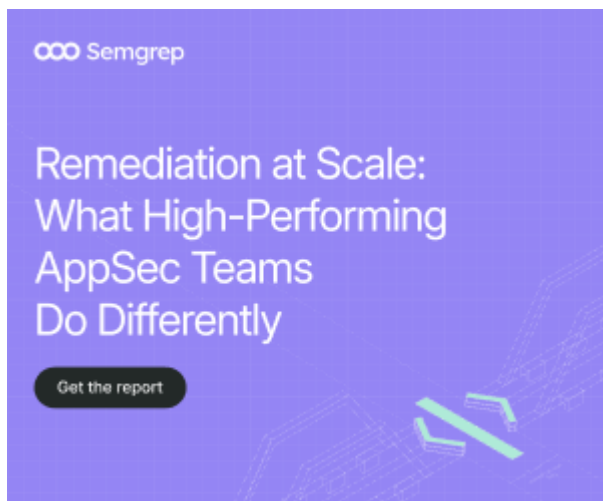 Semgrep
Remediation at Scale:
What High-Performing
AppSec Teams
Do Differently
Get the report